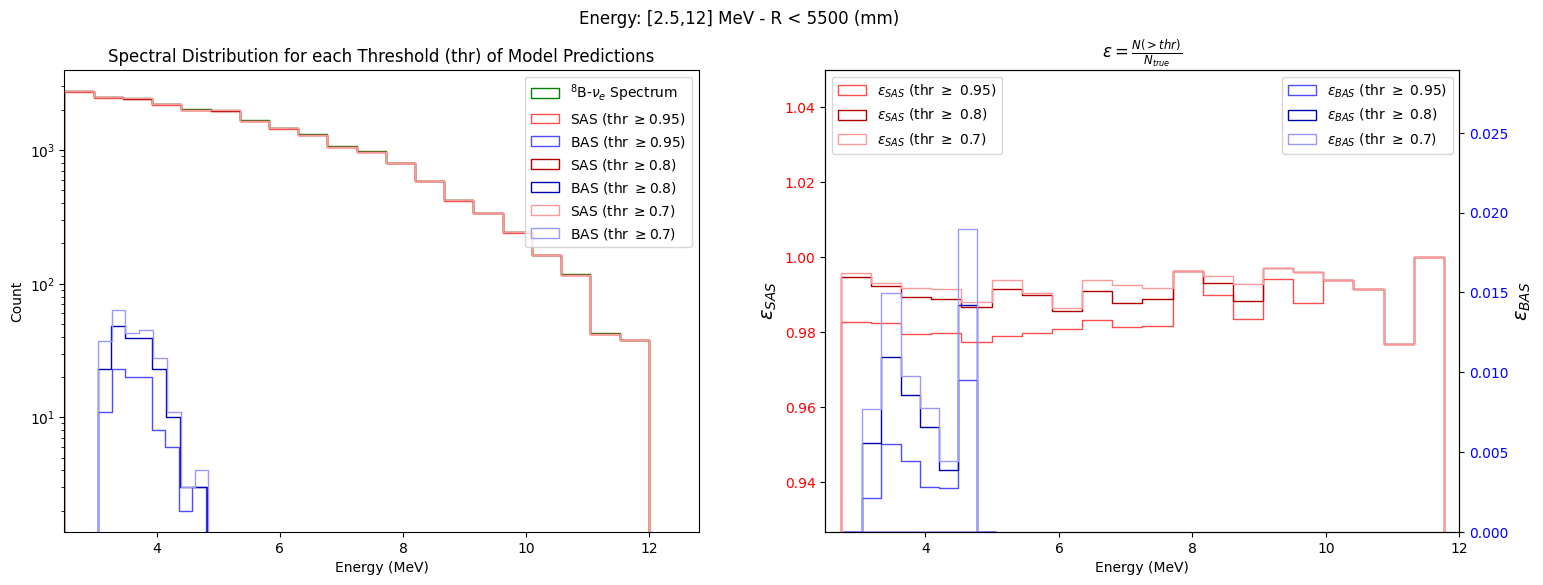 Energy: [2.5,12] MeV - R < 5500 (mm)
Spectral Distribution for each Threshold (thr) of Model Predictions
⁸B-νₑ Spectrum
SAS (thr ≥0.95)
BAS (thr ≥0.95)
SAS (thr ≥0.8)
BAS (thr ≥0.8)
SAS (thr ≥0.7)
BAS (thr ≥0.7)
Count
10³
10²
10¹
4 6 8 10 12
Energy (MeV)
ε = N(>thr) / N_true
ε_SAS (thr ≥ 0.95)
ε_SAS (thr ≥ 0.8)
ε_SAS (thr ≥ 0.7)
ε_BAS (thr ≥ 0.95)
ε_BAS (thr ≥ 0.8)
ε_BAS (thr ≥ 0.7)
ε_SAS
1.04
1.02
1.00
0.98
0.96
0.94
0.025
0.020
0.015
0.010
0.005
0.000
ε_BAS
4 6 8 10 12
Energy (MeV)